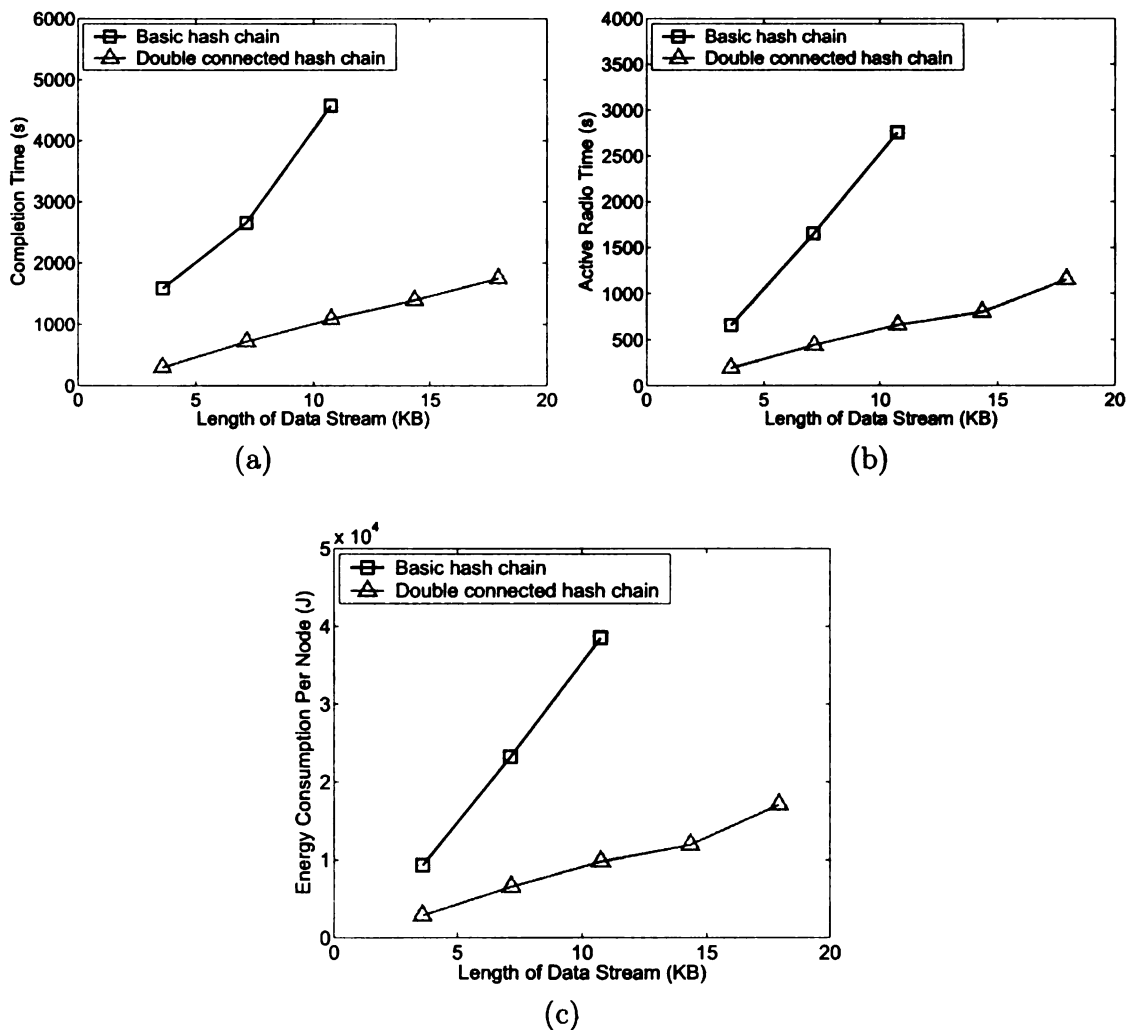 6000
5000
4000
3000
2000
1000
0
Completion Time (s)
Basic hash chain
Double connected hash chain
0
5
10
15
20
Length of Data Stream (KB)
(a)
4000
3500
3000
2500
2000
1500
1000
500
0
Active Radio Time (s)
Basic hash chain
Double connected hash chain
0
5
10
15
20
Length of Data Stream (KB)
(b)
x 10^4
5
4
3
2
1
0
Energy Consumption Per Node (J)
Basic hash chain
Double connected hash chain
0
5
10
15
20
Length of Data Stream (KB)
(c)